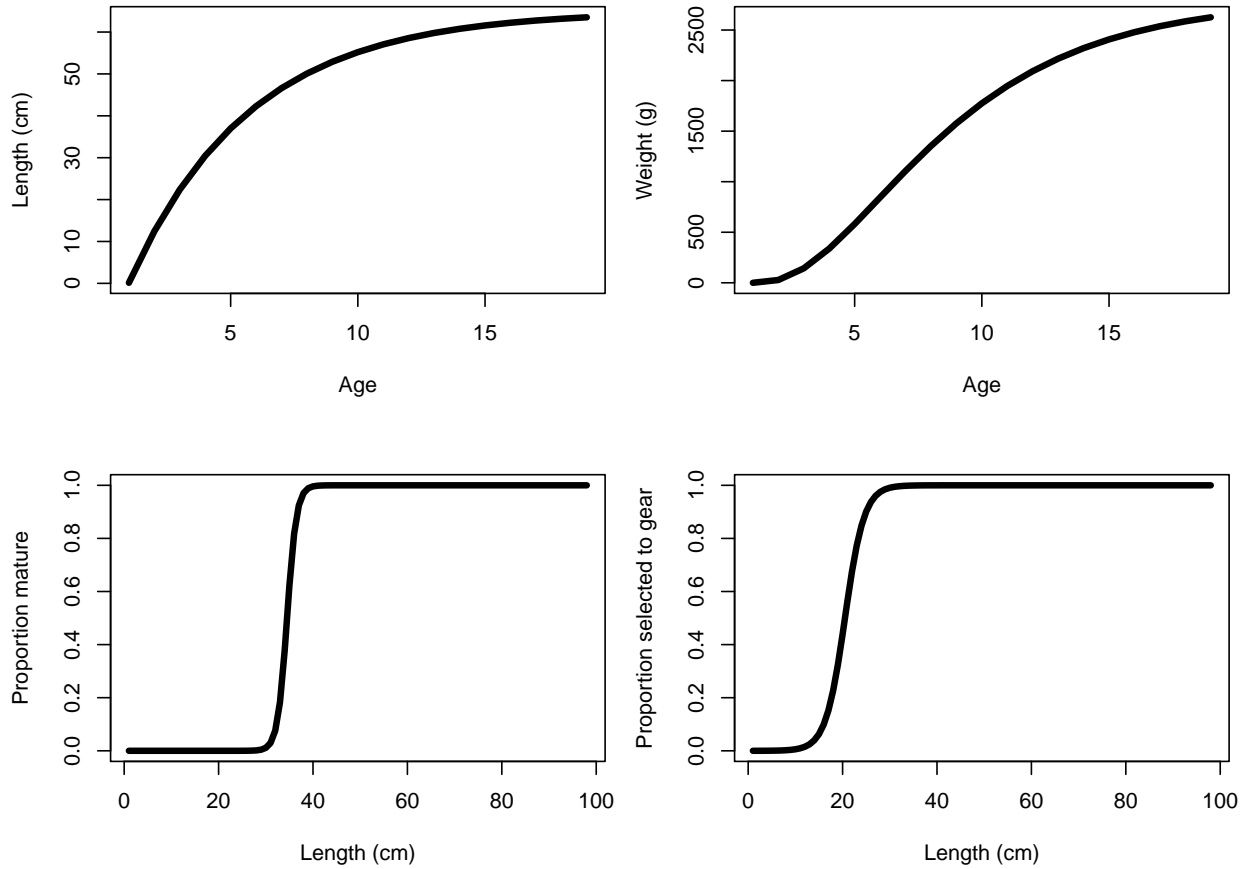 Length (cm)
0 10 30 50
5 10 15
Age
Weight (g)
0 500 1500 2500
5 10 15
Age
Proportion mature
0.0 0.2 0.4 0.6 0.8 1.0
0 20 40 60 80 100
Length (cm)
Proportion selected to gear
0.0 0.2 0.4 0.6 0.8 1.0
0 20 40 60 80 100
Length (cm)